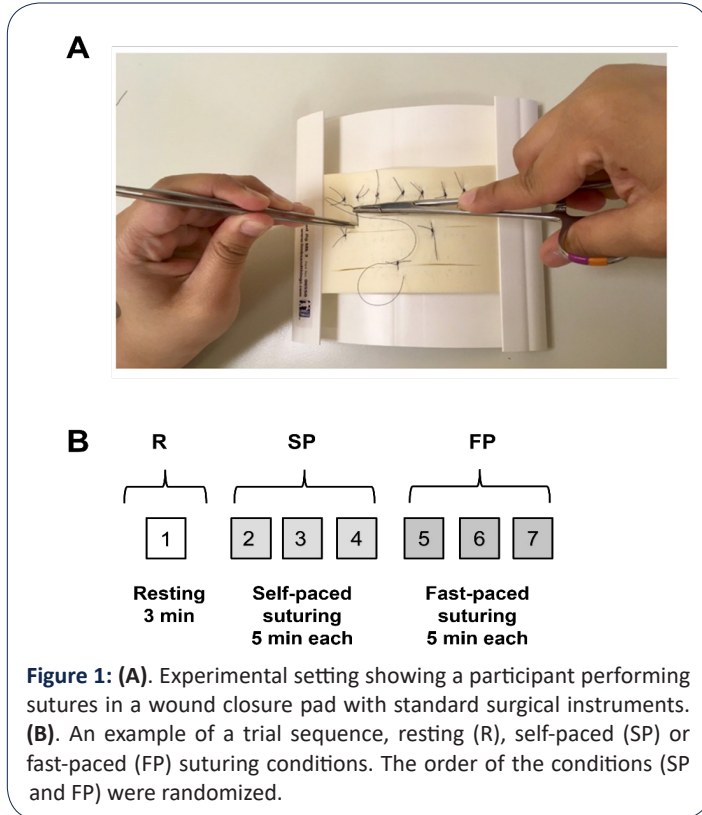 A
B
R SP FP
1 2 3 4 5 6 7
Resting Self-paced Fast-paced
3 min suturing suturing
5 min each 5 min each
Figure 1: (A). Experimental setting showing a participant performing
sutures in a wound closure pad with standard surgical instruments.
(B). An example of a trial sequence, resting (R), self-paced (SP) or
fast-paced (FP) suturing conditions. The order of the conditions (SP
and FP) were randomized.